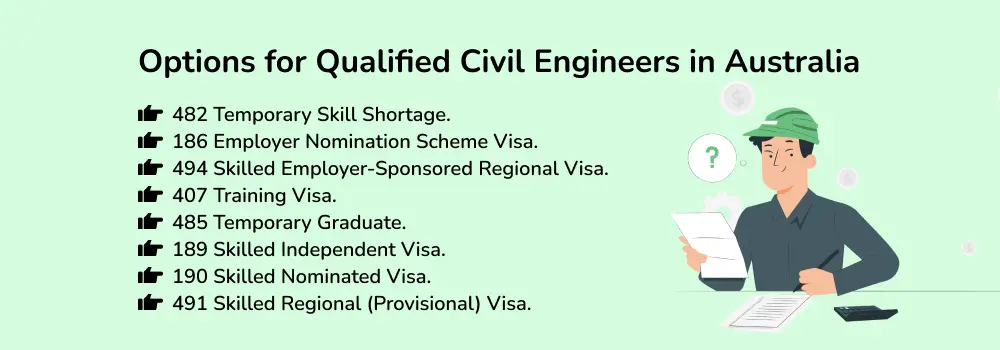 Options for Qualified Civil Engineers in Australia
482 Temporary Skill Shortage.
186 Employer Nomination Scheme Visa.
494 Skilled Employer-Sponsored Regional Visa.
407 Training Visa.
485 Temporary Graduate.
189 Skilled Independent Visa.
190 Skilled Nominated Visa.
491 Skilled Regional (Provisional) Visa.
?
$